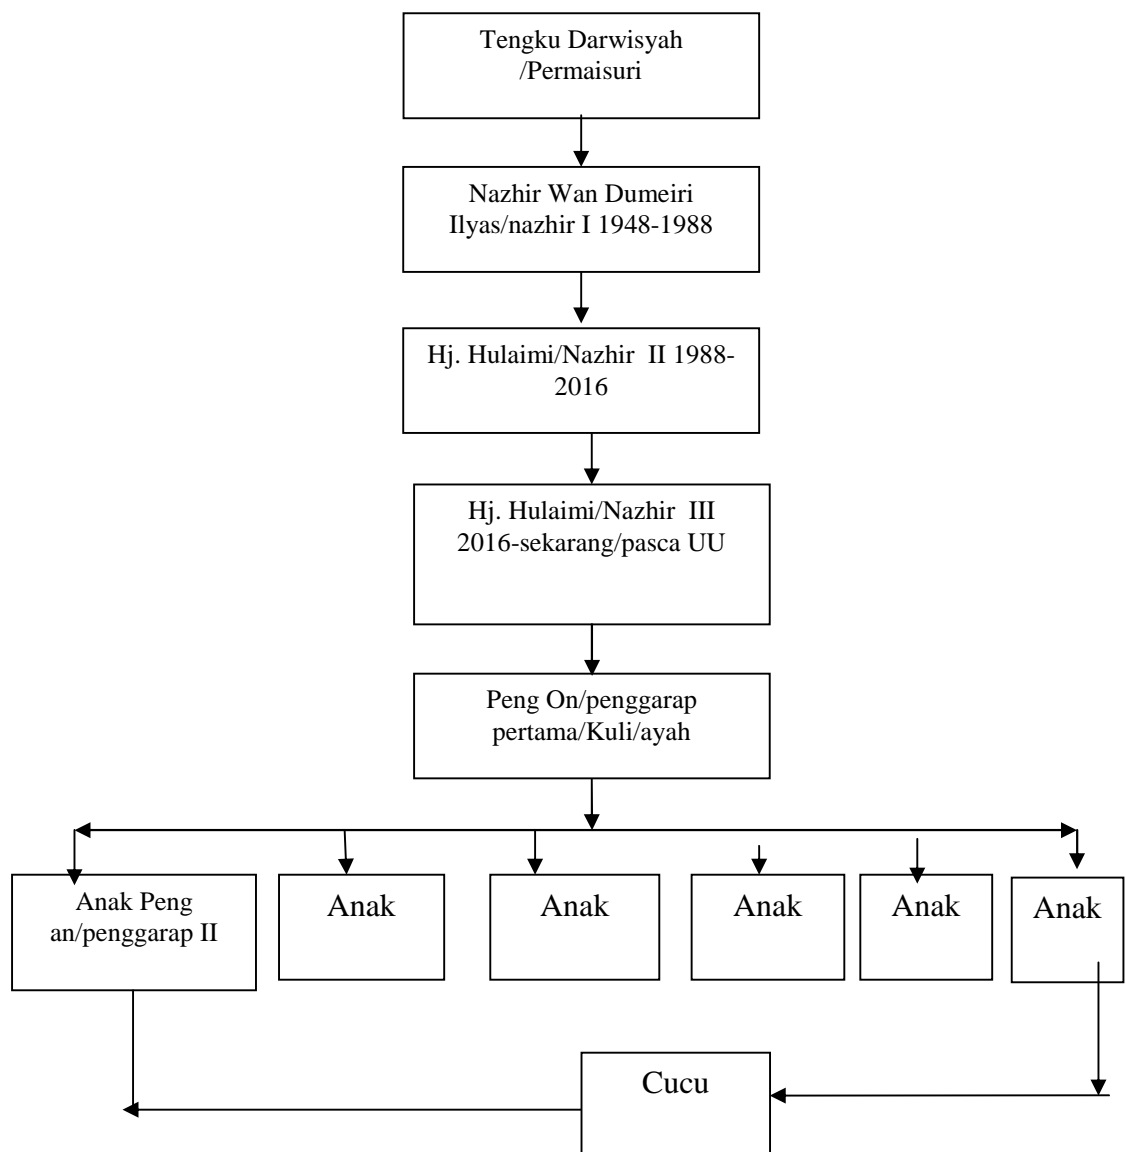 Tengku Darwisyah
/Permaisuri
Nazhir Wan Dumeiri
Ilyas/nazhir I 1948-1988
Hj. Hulaimi/Nazhir  II 1988-
2016
Hj. Hulaimi/Nazhir  III
2016-sekarang/pasca UU
Peng On/penggarap
pertama/Kuli/ayah
Anak Peng
an/penggarap II
Anak
Anak
Anak
Anak
Anak
Cucu